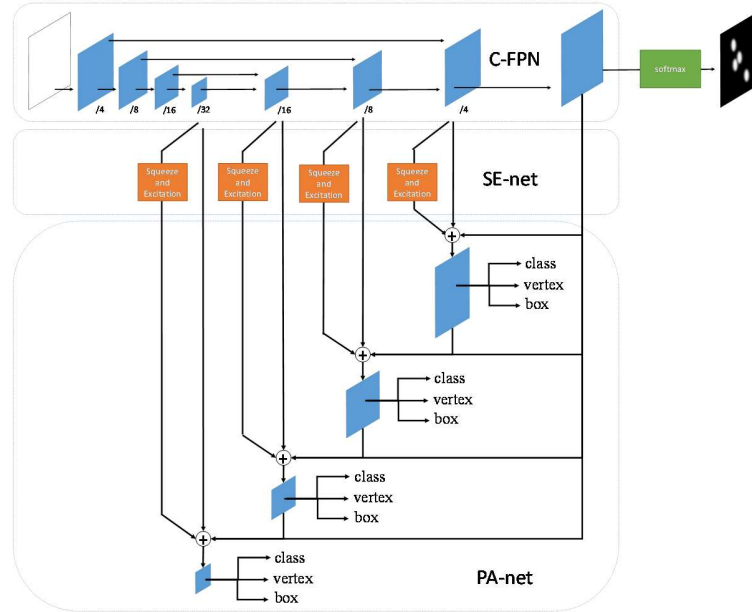 C-FPN
softmax
/4
/8
/16
/32
/16
/8
/4
Squeeze
and
Excitation
Squeeze
and
Excitation
Squeeze
and
Excitation
Squeeze
and
Excitation
SE-net
+
class
vertex
box
+
class
vertex
box
+
class
vertex
box
+
class
vertex
box
PA-net